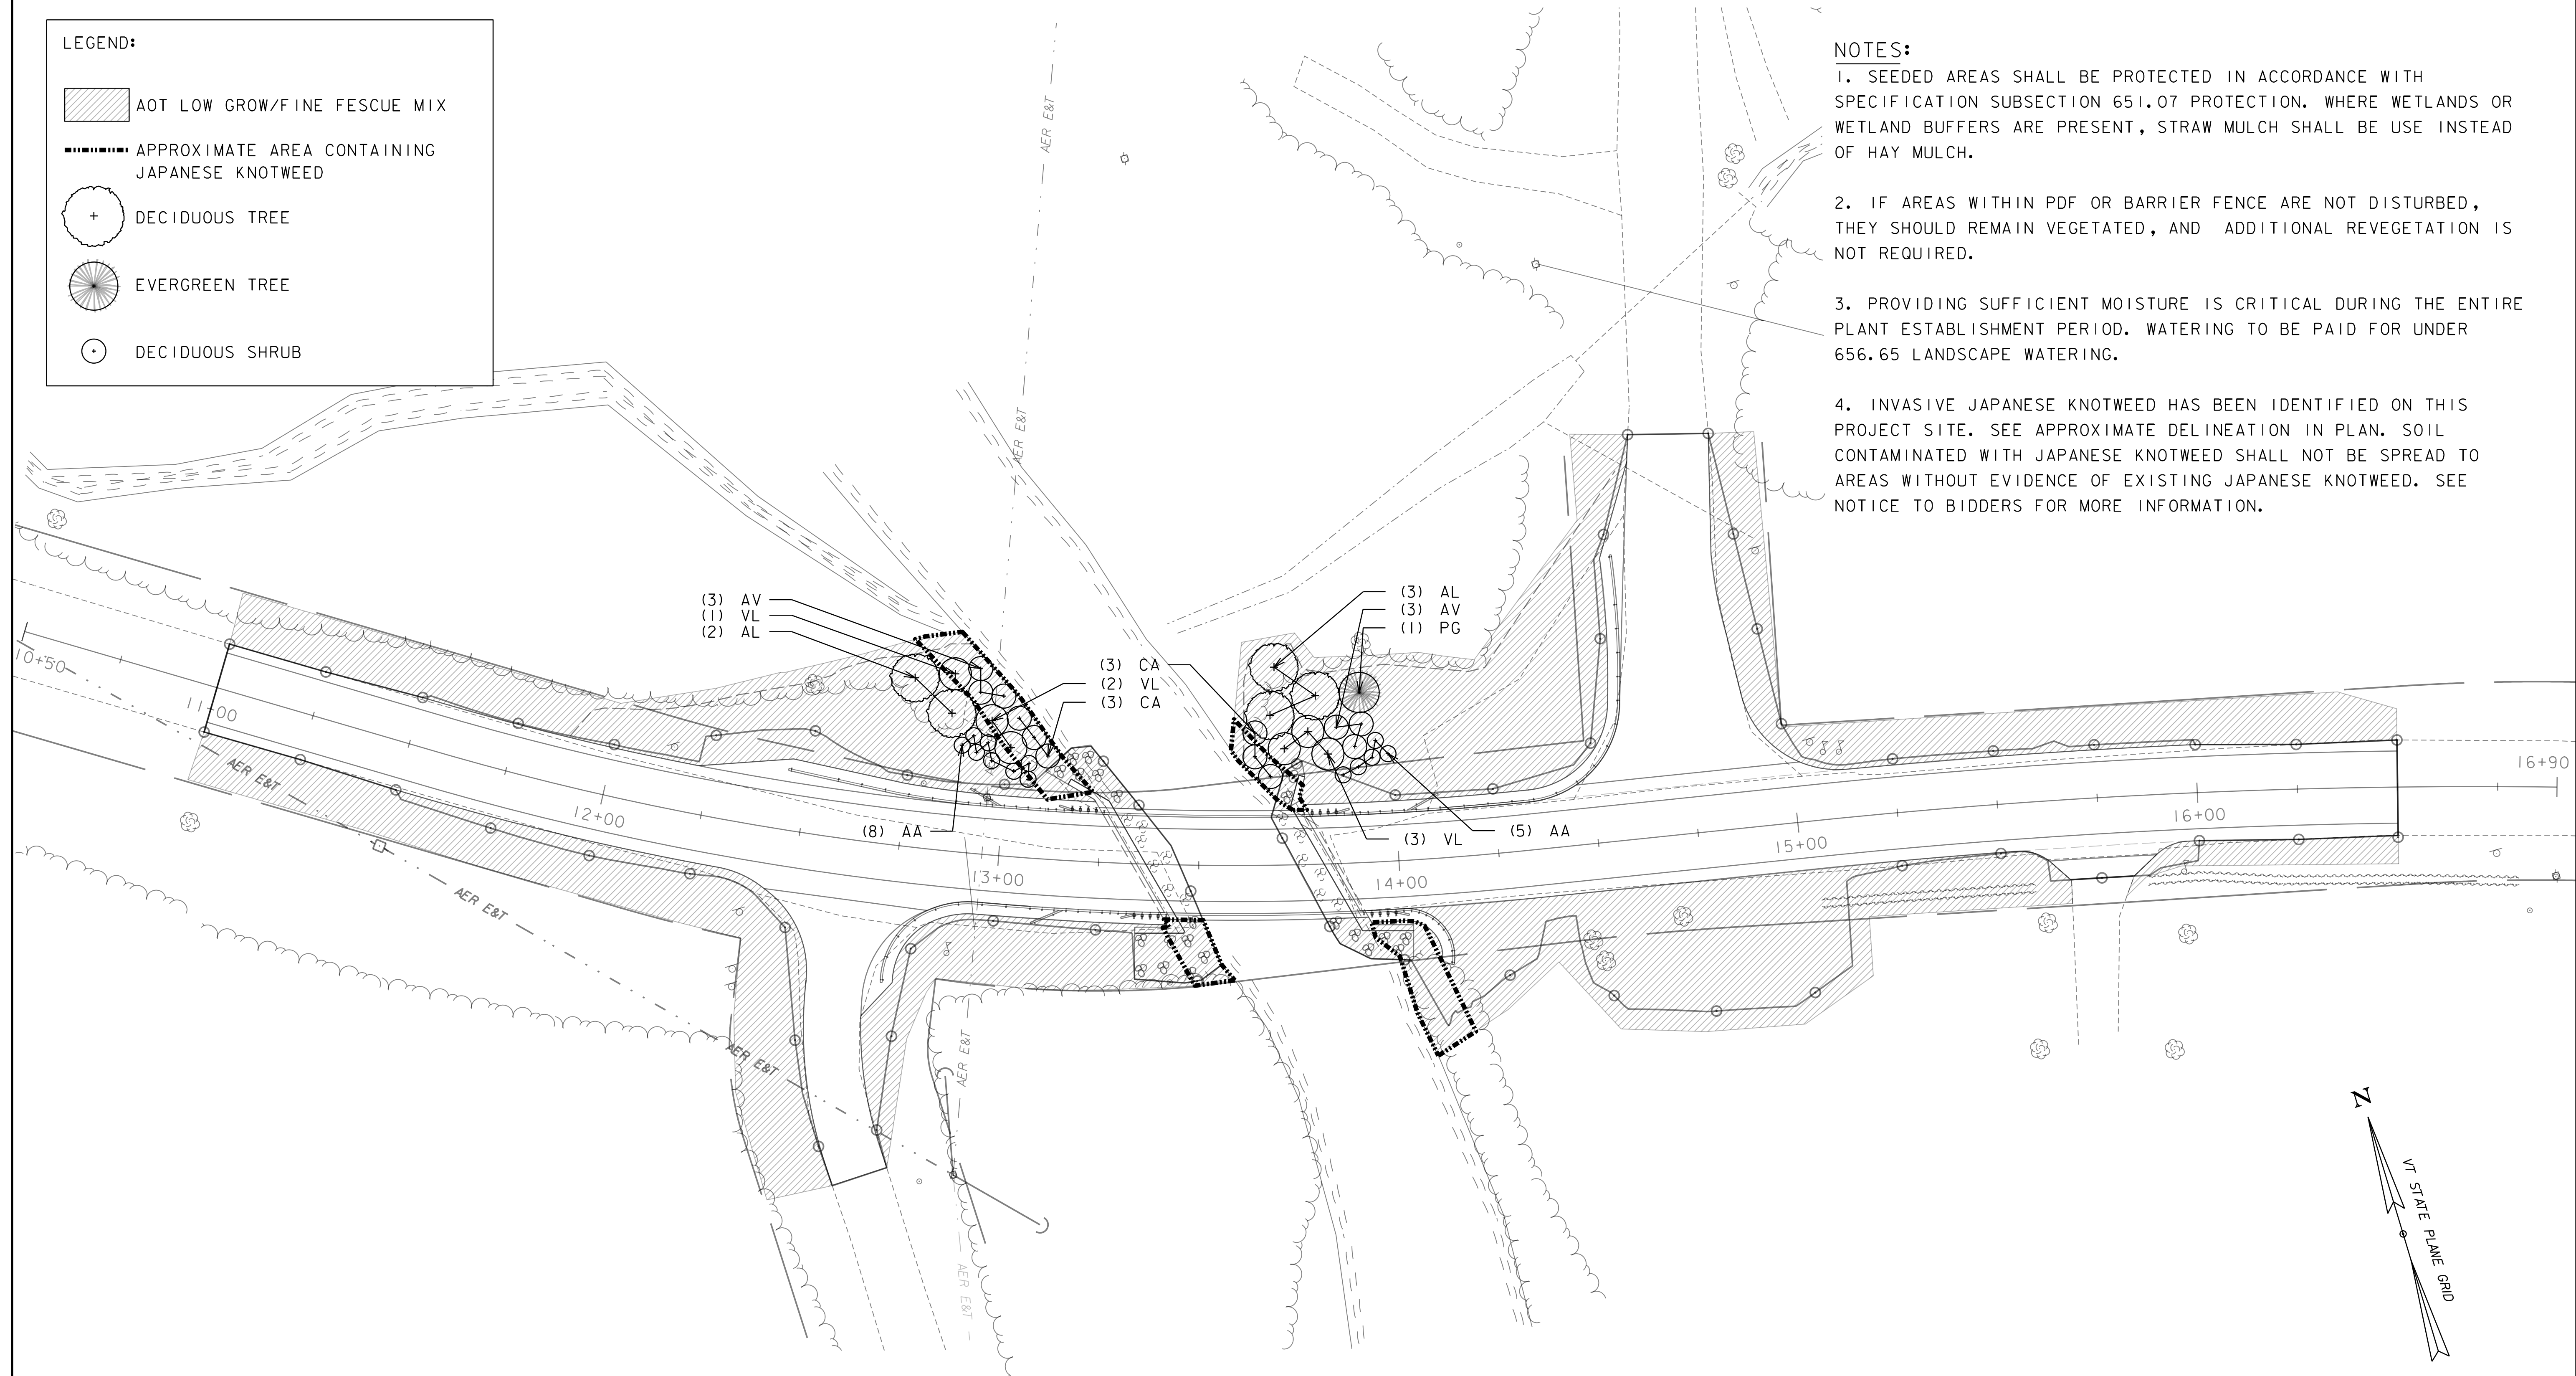 LEGEND:
AOT LOW GROW/FINE FESCUE MIX
APPROXIMATE AREA CONTAINING
JAPANESE KNOTWEED
DECIDUOUS TREE
EVERGREEN TREE
DECIDUOUS SHRUB
NOTES:
1. SEEDED AREAS SHALL BE PROTECTED IN ACCORDANCE WITH
SPECIFICATION SUBSECTION 651.07 PROTECTION. WHERE WETLANDS OR
WETLAND BUFFERS ARE PRESENT, STRAW MULCH SHALL BE USE INSTEAD
OF HAY MULCH.
2. IF AREAS WITHIN PDF OR BARRIER FENCE ARE NOT DISTURBED,
THEY SHOULD REMAIN VEGETATED, AND ADDITIONAL REVEGETATION IS
NOT REQUIRED.
3. PROVIDING SUFFICIENT MOISTURE IS CRITICAL DURING THE ENTIRE
PLANT ESTABLISHMENT PERIOD. WATERING TO BE PAID FOR UNDER
656.65 LANDSCAPE WATERING.
4. INVASIVE JAPANESE KNOTWEED HAS BEEN IDENTIFIED ON THIS
PROJECT SITE. SEE APPROXIMATE DELINEATION IN PLAN. SOIL
CONTAMINATED WITH JAPANESE KNOTWEED SHALL NOT BE SPREAD TO
AREAS WITHOUT EVIDENCE OF EXISTING JAPANESE KNOTWEED. SEE
NOTICE TO BIDDERS FOR MORE INFORMATION.
AER E&T
AER E&T
(3) AV
(1) VL
(2) AL
(3) CA
(2) VL
(3) CA
(3) AL
(3) AV
(1) PG
(8) AA
(3) VL
(5) AA
10+50
11+00
12+00
13+00
14+00
15+00
16+00
16+90
AER E&T
AER E&T
AER E&T
AER E&T
AER E&T
N
VT STATE PLANE GRID